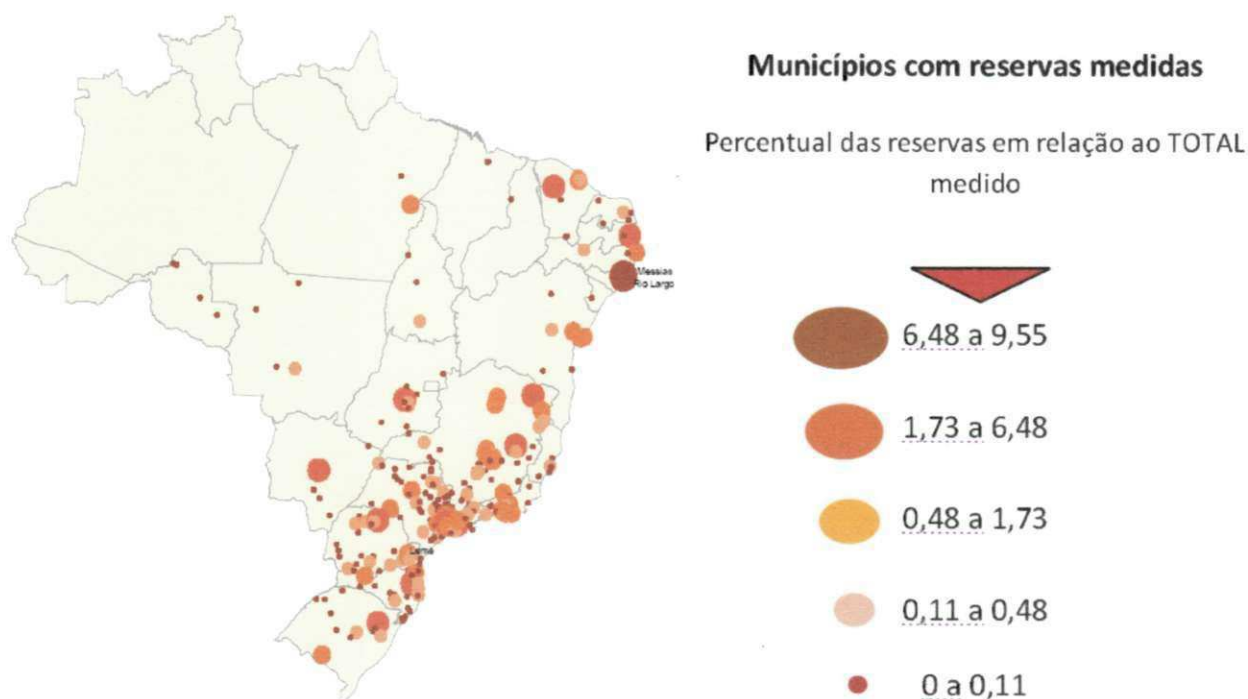 Municípios com reservas medidas
Percentual das reservas em relação ao TOTAL
medido
Messias
Rio Largo
6,48 a 9,55
1,73 a 6,48
0,48 a 1,73
0,11 a 0,48
0 a 0,11